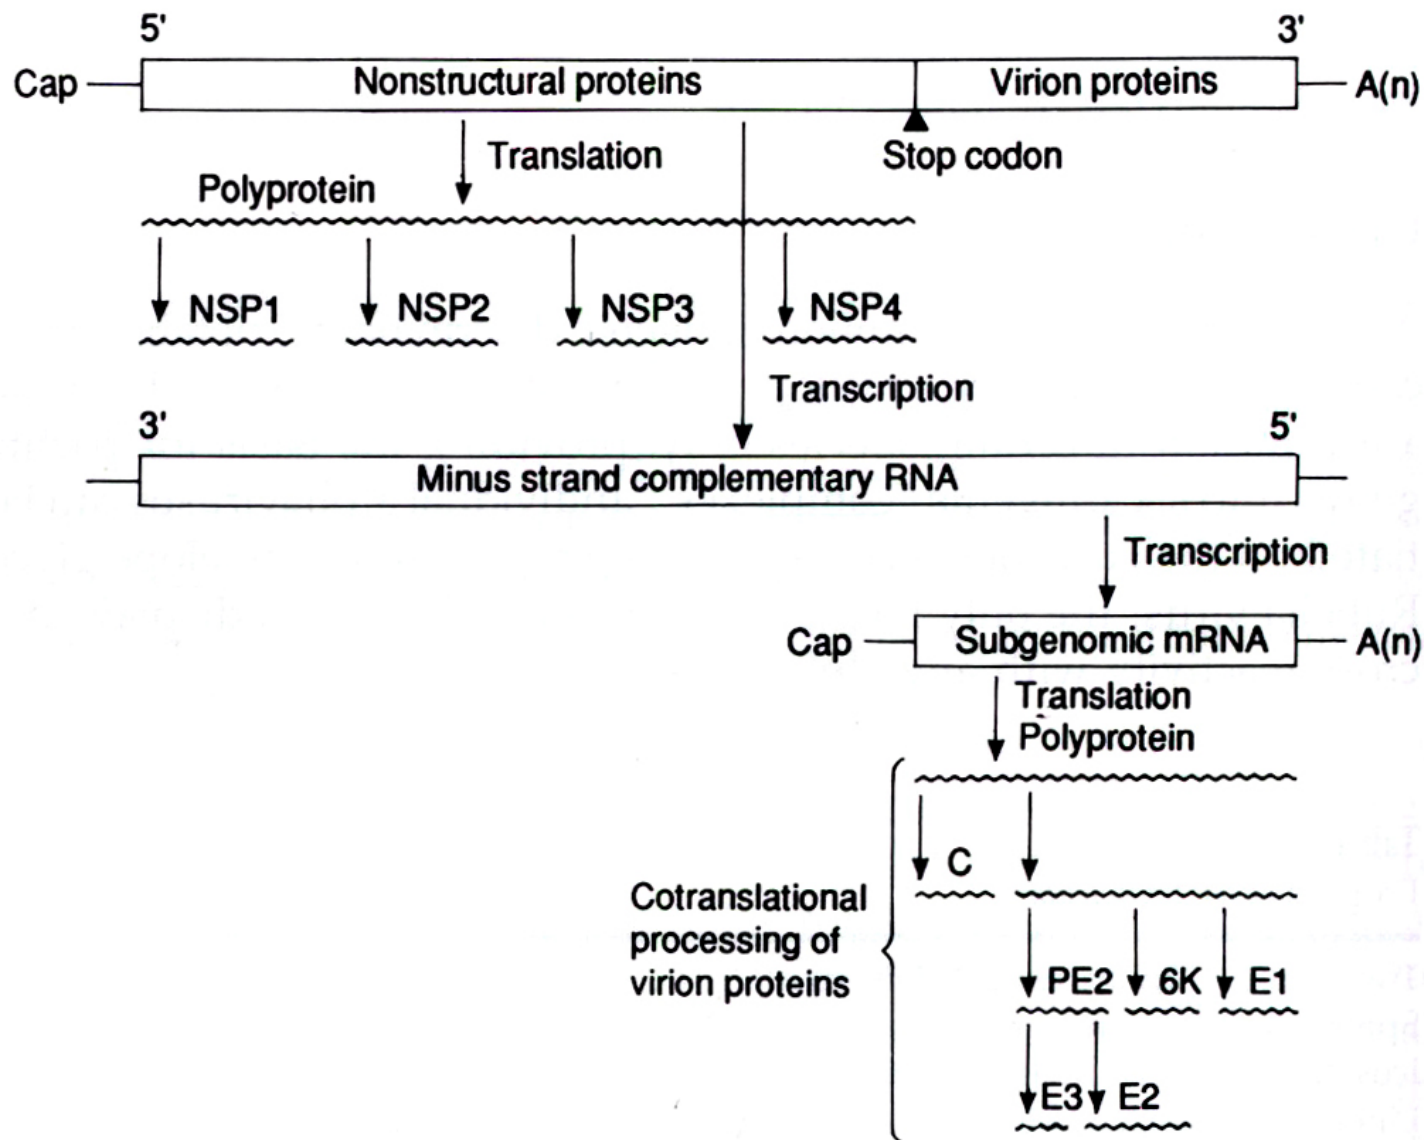 5' 3'
Cap Nonstructural proteins Virion proteins A(n)
Translation Stop codon
Polyprotein
NSP1 NSP2 NSP3 NSP4
Transcription
3' 5'
Minus strand complementary RNA
Transcription
Cap Subgenomic mRNA A(n)
Translation
Polyprotein
C
Cotranslational
processing of
virion proteins
PE2 6K E1
E3 E2